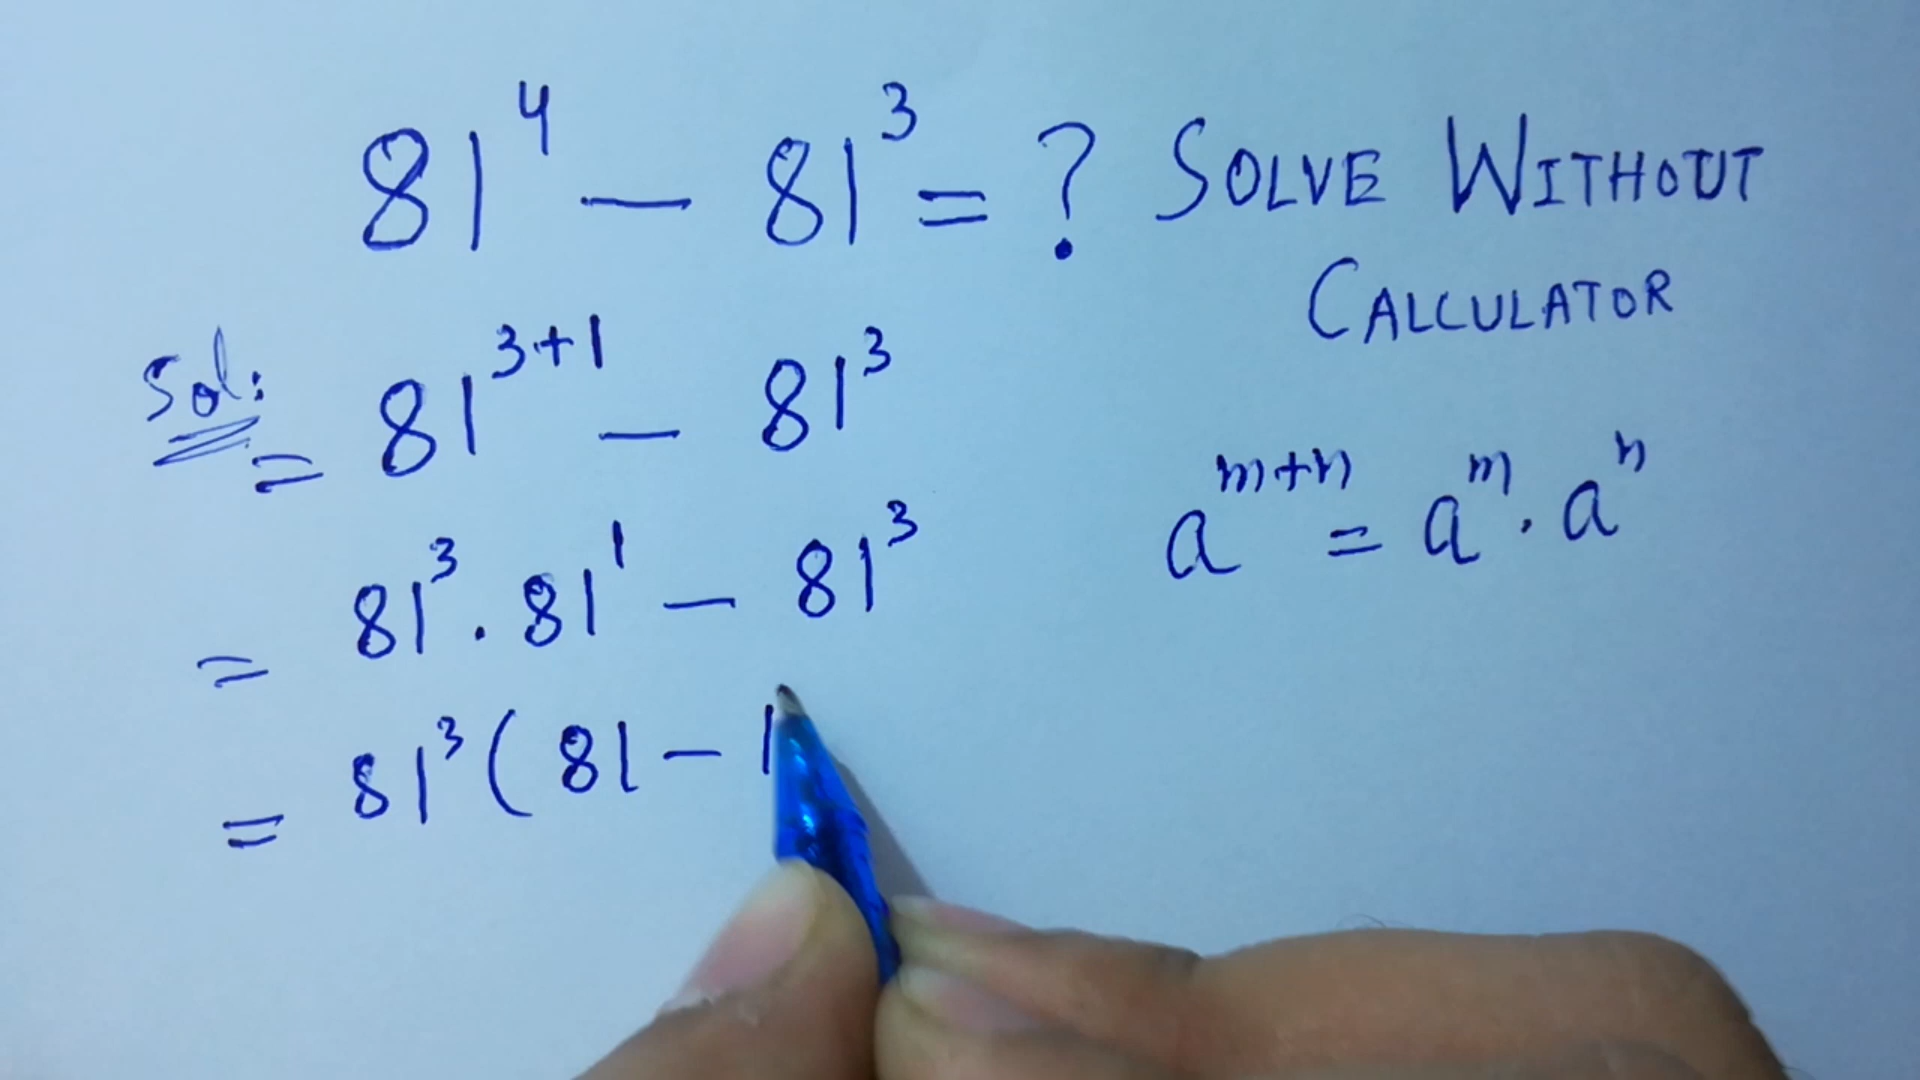 81⁴ − 81³ = ? SOLVE WITHOUT
CALCULATOR
Sol:
= 81³⁺¹ − 81³
aᵐ⁺ⁿ = aᵐ · aⁿ
= 81³ · 81¹ − 81³
= 81³ ( 81 − 1